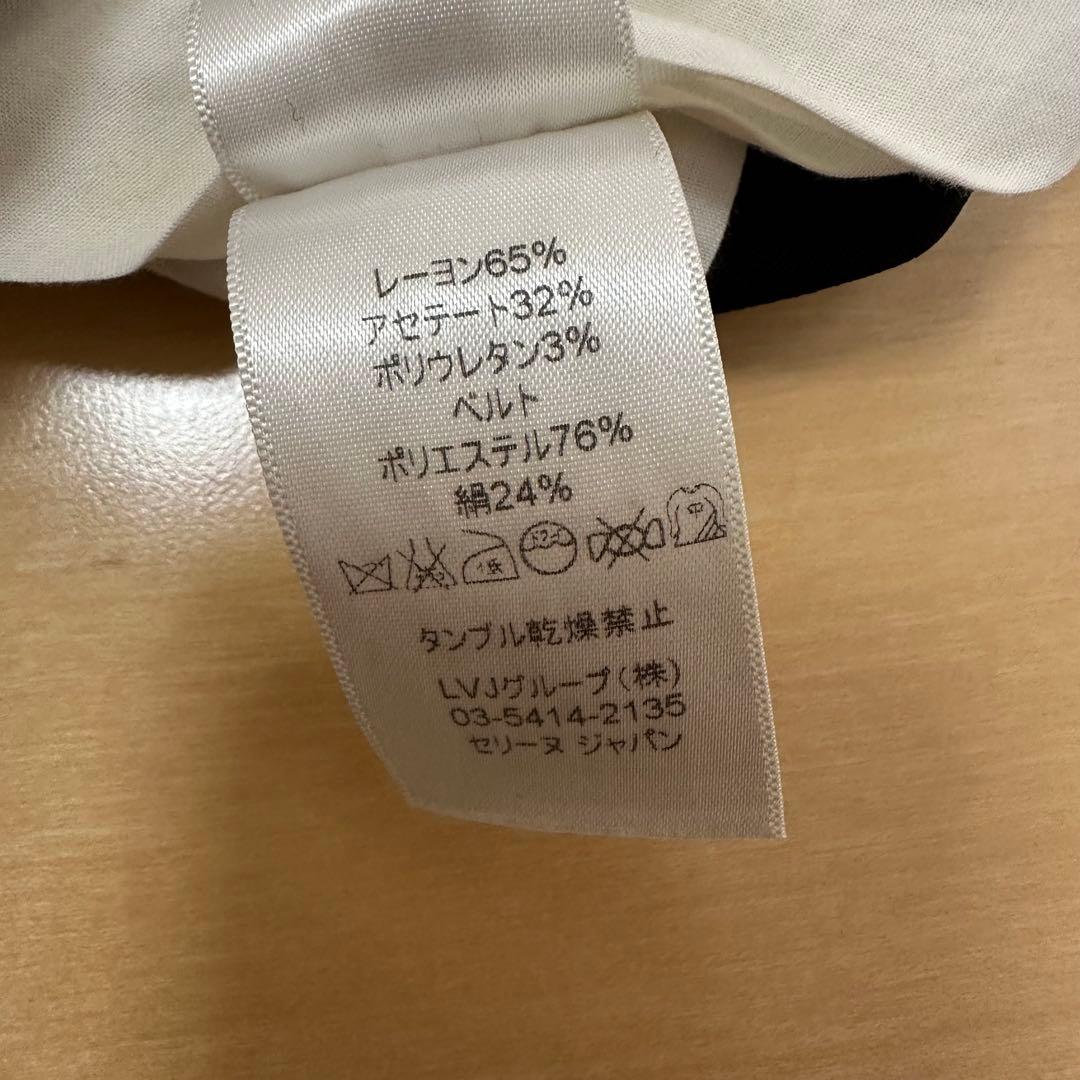 レーヨン65%
アセテート32%
ポリウレタン3%
ベルト
ポリエステル76%
絹24%
タンブル乾燥禁止
LVJグループ(株)
03-5414-2135
セリーヌ ジャパン